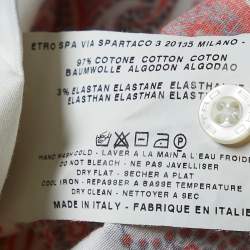 ETRO SPA VIA SPARTACO 3 20135 MILANO -
97% COTONE COTTON COTON
BAUMWOLLE ALGODON ALGODAO
3% ELASTAN ELASTANE ELASTHAN
ELASTHAN ELASTHAN
HAND WASH COLD - LAVER A LA MAIN A L'EAU FROIDE
DO NOT BLEACH - NE PAS JAVELLISER
DRY FLAT - SECHER A PLAT
COOL IRON - REPASSER A BASSE TEMPERATURE
DRY CLEAN - NETTOYER A SEC
MADE IN ITALY - FABRIQUE EN ITALIE